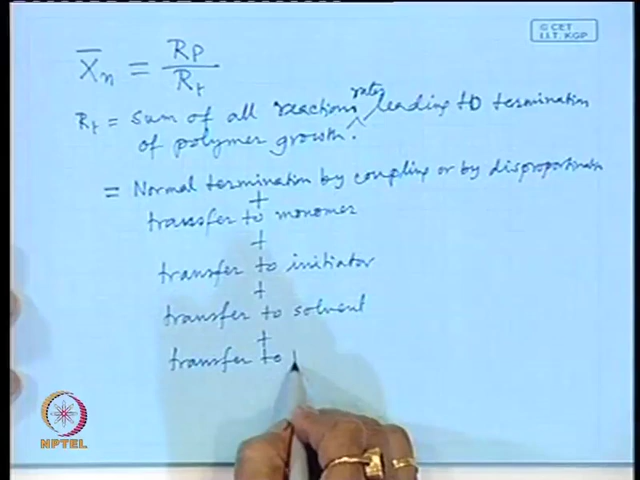 © CET
I.I.T. KGP
X̄n = Rp / Rt
Rt = sum of all reaction rates leading to termination
of polymer growth.
= Normal termination by coupling or by disproportination
+
transfer to monomer
+
transfer to initiator
+
transfer to solvent
+
transfer to
NPTEL